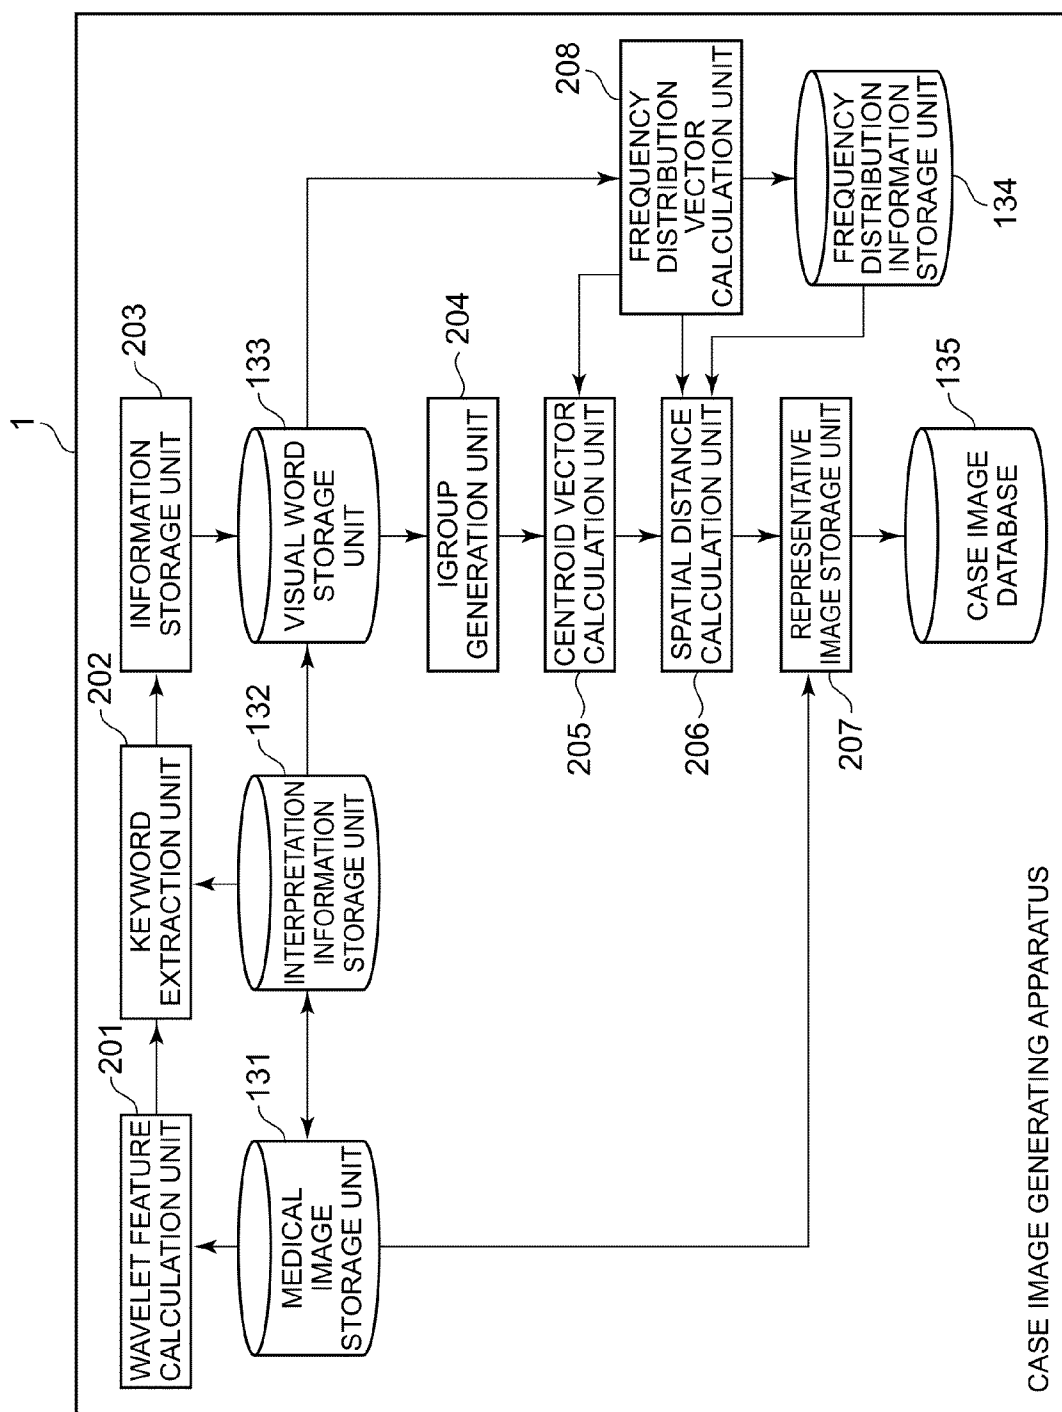 1
WAVELET FEATURE
CALCULATION UNIT
201
KEYWORD
EXTRACTION UNIT
202
INFORMATION
STORAGE UNIT
203
MEDICAL
IMAGE
STORAGE UNIT
131
INTERPRETATION
INFORMATION
STORAGE UNIT
132
VISUAL WORD
STORAGE
UNIT
133
IGROUP
GENERATION UNIT
204
CENTROID VECTOR
CALCULATION UNIT
205
SPATIAL DISTANCE
CALCULATION UNIT
206
REPRESENTATIVE
IMAGE STORAGE UNIT
207
FREQUENCY
DISTRIBUTION
VECTOR
CALCULATION UNIT
208
FREQUENCY
DISTRIBUTION
INFORMATION
STORAGE UNIT
134
CASE IMAGE
DATABASE
135
CASE IMAGE GENERATING APPARATUS